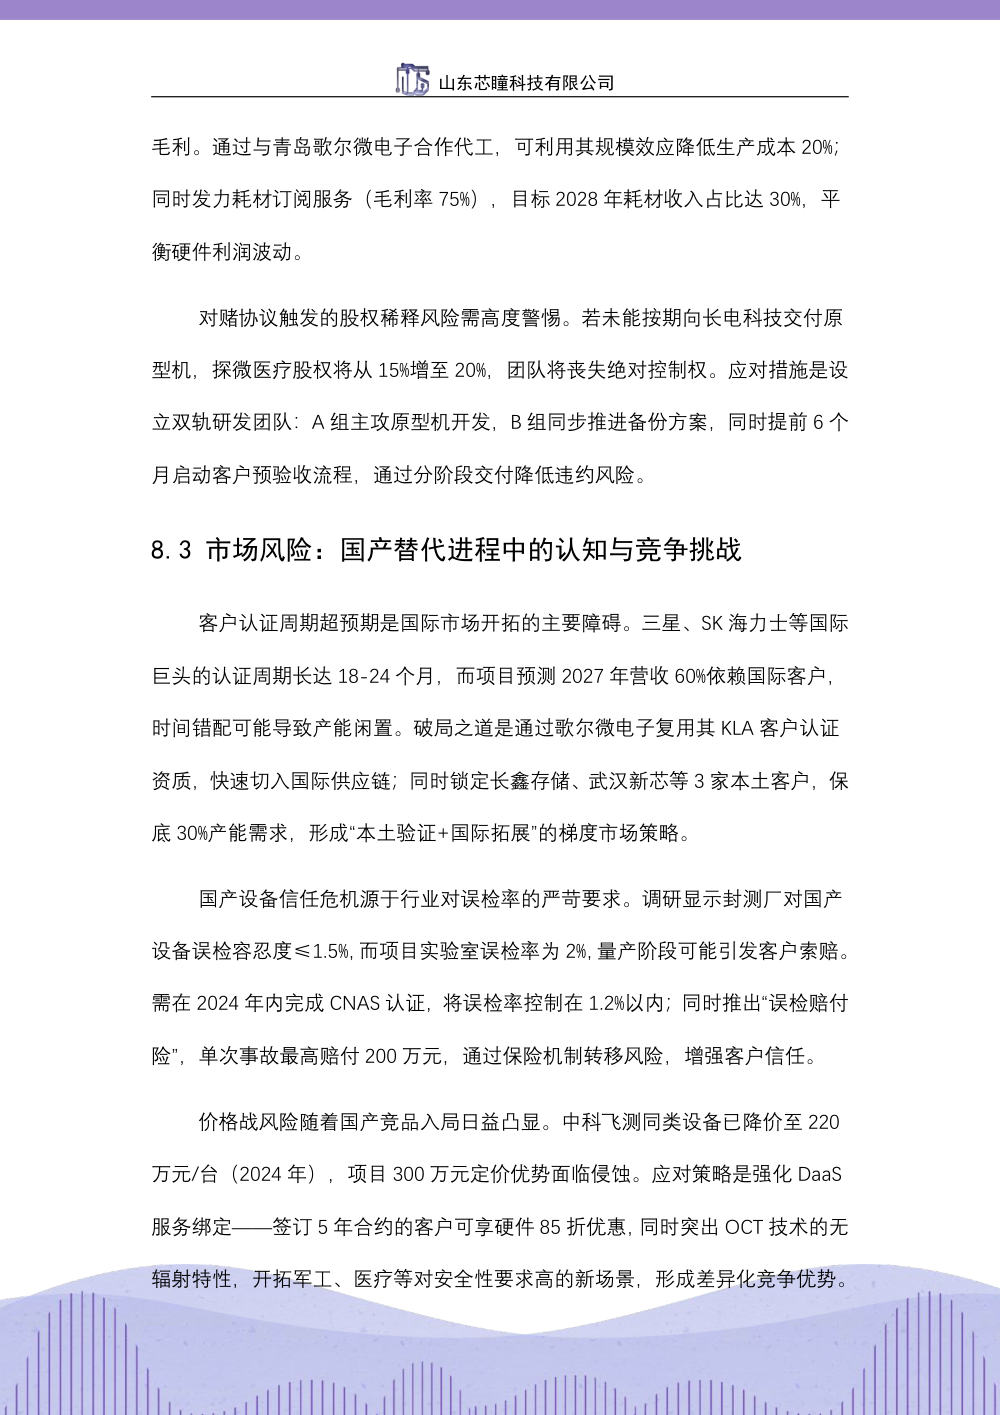 山东芯瞳科技有限公司
毛利。通过与青岛歌尔微电子合作代工，可利用其规模效应降低生产成本 20%；
同时发力耗材订阅服务（毛利率 75%），目标 2028 年耗材收入占比达 30%，平
衡硬件利润波动。
对赌协议触发的股权稀释风险需高度警惕。若未能按期向长电科技交付原
型机，探微医疗股权将从 15%增至 20%，团队将丧失绝对控制权。应对措施是设
立双轨研发团队：A 组主攻原型机开发，B 组同步推进备份方案，同时提前 6 个
月启动客户预验收流程，通过分阶段交付降低违约风险。
8.3 市场风险：国产替代进程中的认知与竞争挑战
客户认证周期超预期是国际市场开拓的主要障碍。三星、SK 海力士等国际
巨头的认证周期长达 18-24 个月，而项目预测 2027 年营收 60%依赖国际客户，
时间错配可能导致产能闲置。破局之道是通过歌尔微电子复用其 KLA 客户认证
资质，快速切入国际供应链；同时锁定长鑫存储、武汉新芯等 3 家本土客户，保
底 30%产能需求，形成“本土验证+国际拓展”的梯度市场策略。
国产设备信任危机源于行业对误检率的严苛要求。调研显示封测厂对国产
设备误检容忍度≤1.5%，而项目实验室误检率为 2%，量产阶段可能引发客户索赔。
需在 2024 年内完成 CNAS 认证，将误检率控制在 1.2%以内；同时推出“误检赔付
险”，单次事故最高赔付 200 万元，通过保险机制转移风险，增强客户信任。
价格战风险随着国产竞品入局日益凸显。中科飞测同类设备已降价至 220
万元/台（2024 年），项目 300 万元定价优势面临侵蚀。应对策略是强化 DaaS
服务绑定——签订 5 年合约的客户可享硬件 85 折优惠，同时突出 OCT 技术的无
辐射特性，开拓军工、医疗等对安全性要求高的新场景，形成差异化竞争优势。